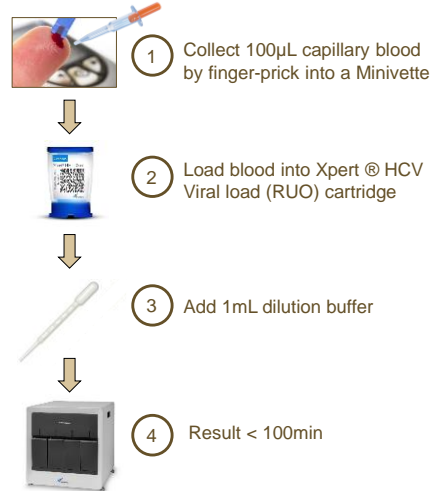 1
Collect 100µL capillary blood
by finger-prick into a Minivette
2
Load blood into Xpert ® HCV
Viral load (RUO) cartridge
3
Add 1mL dilution buffer
4
Result < 100min